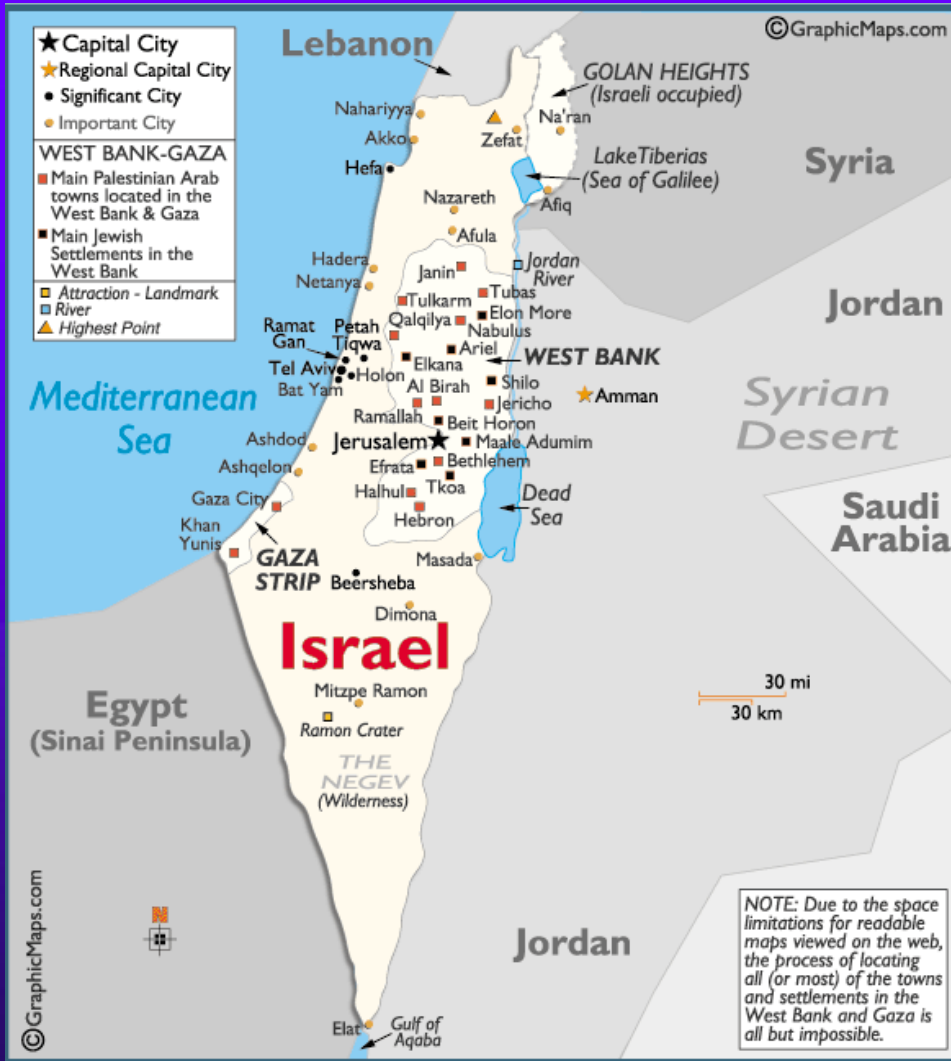 ©GraphicMaps.com
Capital City
Regional Capital City
Significant City
Important City
WEST BANK-GAZA
Main Palestinian Arab
towns located in the
West Bank & Gaza
Main Jewish
Settlements in the
West Bank
Attraction - Landmark
River
Highest Point
Lebanon
GOLAN HEIGHTS
(Israeli occupied)
Nahariyya
Na'ran
Akko
Zefat
Hefa
Lake Tiberias
(Sea of Galilee)
Syria
Nazareth
Afiq
Afula
Hadera
Janin
Jordan
River
Netanya
Tulkarm
Tubas
Jordan
Qalqilya
Elon More
Nabulus
Ramat
Gan
Petah
Tiqwa
Ariel
WEST BANK
Tel Aviv
Holon
Elkana
Bat Yam
Al Birah
Shilo
Mediterranean
Sea
Ramallah
Jericho
Amman
Syrian
Desert
Beit Horon
Ashdod
Jerusalem
Maale Adumim
Ashqelon
Efrata
Bethlehem
Gaza City
Halhul
Tkoa
Dead
Sea
Saudi
Arabia
Khan
Yunis
Hebron
GAZA
STRIP
Masada
Beersheba
Dimona
Israel
Mitzpe Ramon
30 mi
30 km
Egypt
(Sinai Peninsula)
Ramon Crater
THE
NEGEV
(Wilderness)
©GraphicMaps.com
N
Jordan
NOTE: Due to the space
limitations for readable
maps viewed on the web,
the process of locating
all (or most) of the towns
and settlements in the
West Bank and Gaza is
all but impossible.
Elat
Gulf of
Aqaba